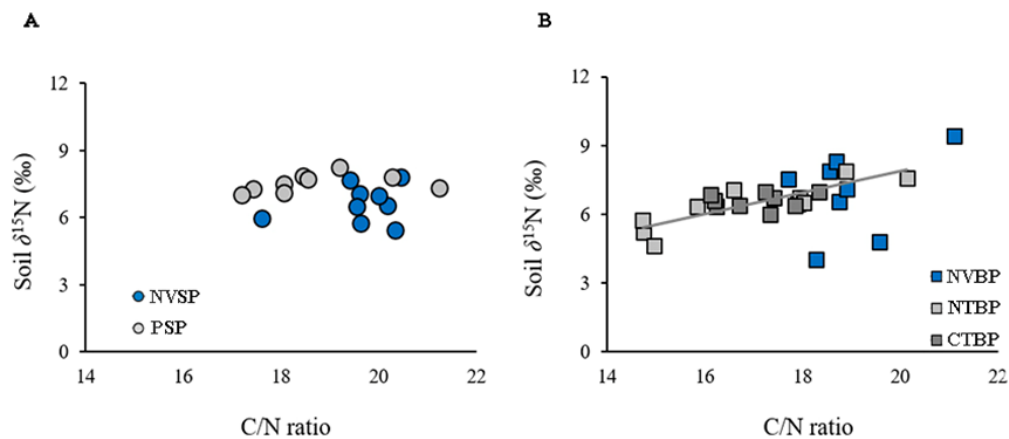 A
Soil δ¹⁵N (‰)
12
9
6
3
0
NVSP
PSP
14 16 18 20 22
C/N ratio
B
Soil δ¹⁵N (‰)
12
9
6
3
0
NVBP
NTBP
CTBP
14 16 18 20 22
C/N ratio